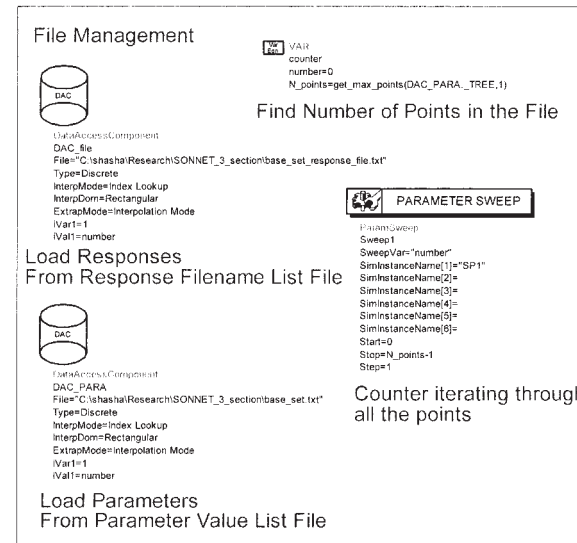 File Management
Var
Eqn
VAR
counter
number=0
N_points=get_max_points(DAC_PARA._TREE,1)
Find Number of Points in the File
DAC
DataAccessComponent
DAC_file
File="C:\shasha\Research\SONNET_3_section\base_set_response_file.txt"
Type=Discrete
InterpMode=Index Lookup
InterpDom=Rectangular
ExtrapMode=Interpolation Mode
iVar1=1
iVal1=number
Load Responses
From Response Filename List File
PARAMETER SWEEP
ParamSweep
Sweep1
SweepVar="number"
SimInstanceName[1]="SP1"
SimInstanceName[2]=
SimInstanceName[3]=
SimInstanceName[4]=
SimInstanceName[5]=
SimInstanceName[6]=
Start=0
Stop=N_points-1
Step=1
Counter iterating through
all the points
DAC
DataAccessComponent
DAC_PARA
File="C:\shasha\Research\SONNET_3_section\base_set.txt"
Type=Discrete
InterpMode=Index Lookup
InterpDom=Rectangular
ExtrapMode=Interpolation Mode
iVar1=1
iVal1=number
Load Parameters
From Parameter Value List File